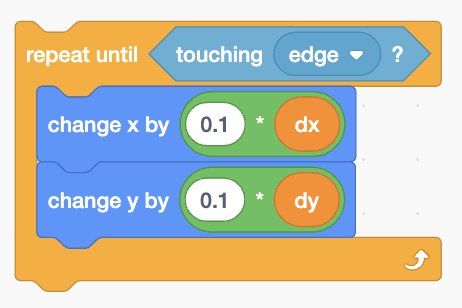 repeat until touching edge ?
change x by 0.1 * dx
change y by 0.1 * dy